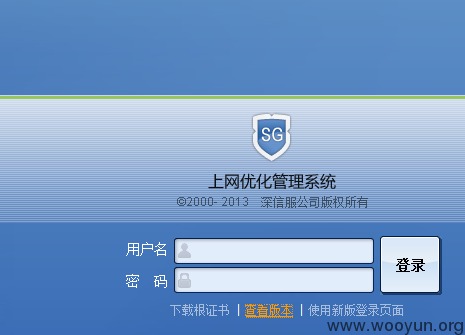 SG
上网优化管理系统
©2000- 2013 深信服公司版权所有
用户名
密 码
登录
下载根证书 | 查看版本 | 使用新版登录页面
www.wooyun.org